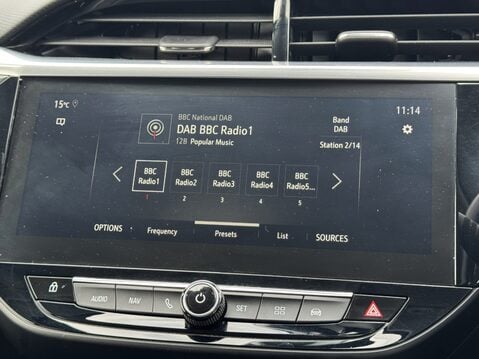 15°C
11:14
BBC National DAB
DAB BBC Radio1
12B Popular Music
Band
DAB
Station 2/14
BBC Radio1
BBC Radio2
BBC Radio3
BBC Radio4
BBC Radio5...
1 2 3 4 5
OPTIONS Frequency Presets List SOURCES
AUDIO NAV SET